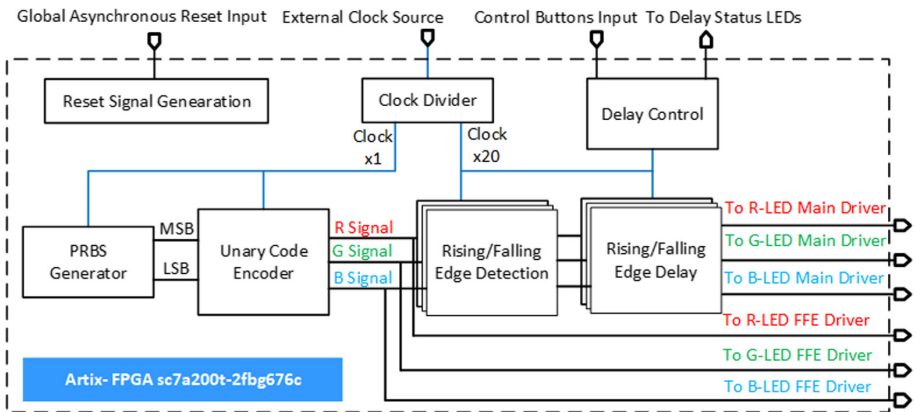 Global Asynchronous Reset Input
External Clock Source
Control Buttons Input
To Delay Status LEDs
Reset Signal Genearation
Clock Divider
Delay Control
Clock
x1
Clock
x20
PRBS
Generator
MSB
LSB
Unary Code
Encoder
R Signal
G Signal
B Signal
Rising/Falling
Edge Detection
Rising/Falling
Edge Delay
To R-LED Main Driver
To G-LED Main Driver
To B-LED Main Driver
To R-LED FFE Driver
To G-LED FFE Driver
To B-LED FFE Driver
Artix- FPGA sc7a200t-2fbg676c